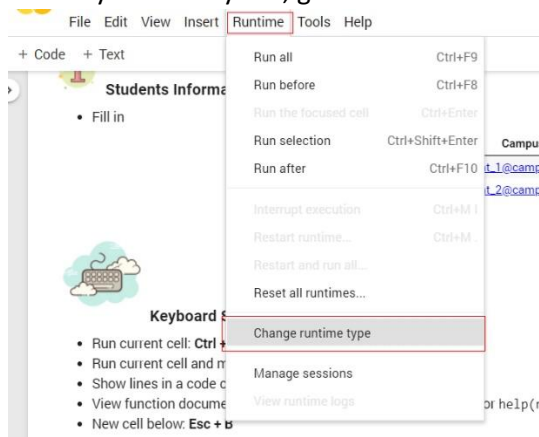 File Edit View Insert Runtime Tools Help
+ Code + Text
Run all Ctrl+F9
Students Informa
Run before Ctrl+F8
Fill in
Run the focused cell Ctrl+Enter
Run selection Ctrl+Shift+Enter
Campu
Run after Ctrl+F10
t_1@camp
t_2@camp
Interrupt execution Ctrl+M I
Restart runtime... Ctrl+M .
Restart and run all...
Reset all runtimes...
Keyboard S
Change runtime type
Run current cell: Ctrl +
Run current cell and m
Manage sessions
Show lines in a code c
View function docume
View runtime logs
or help(r
New cell below: Esc + B